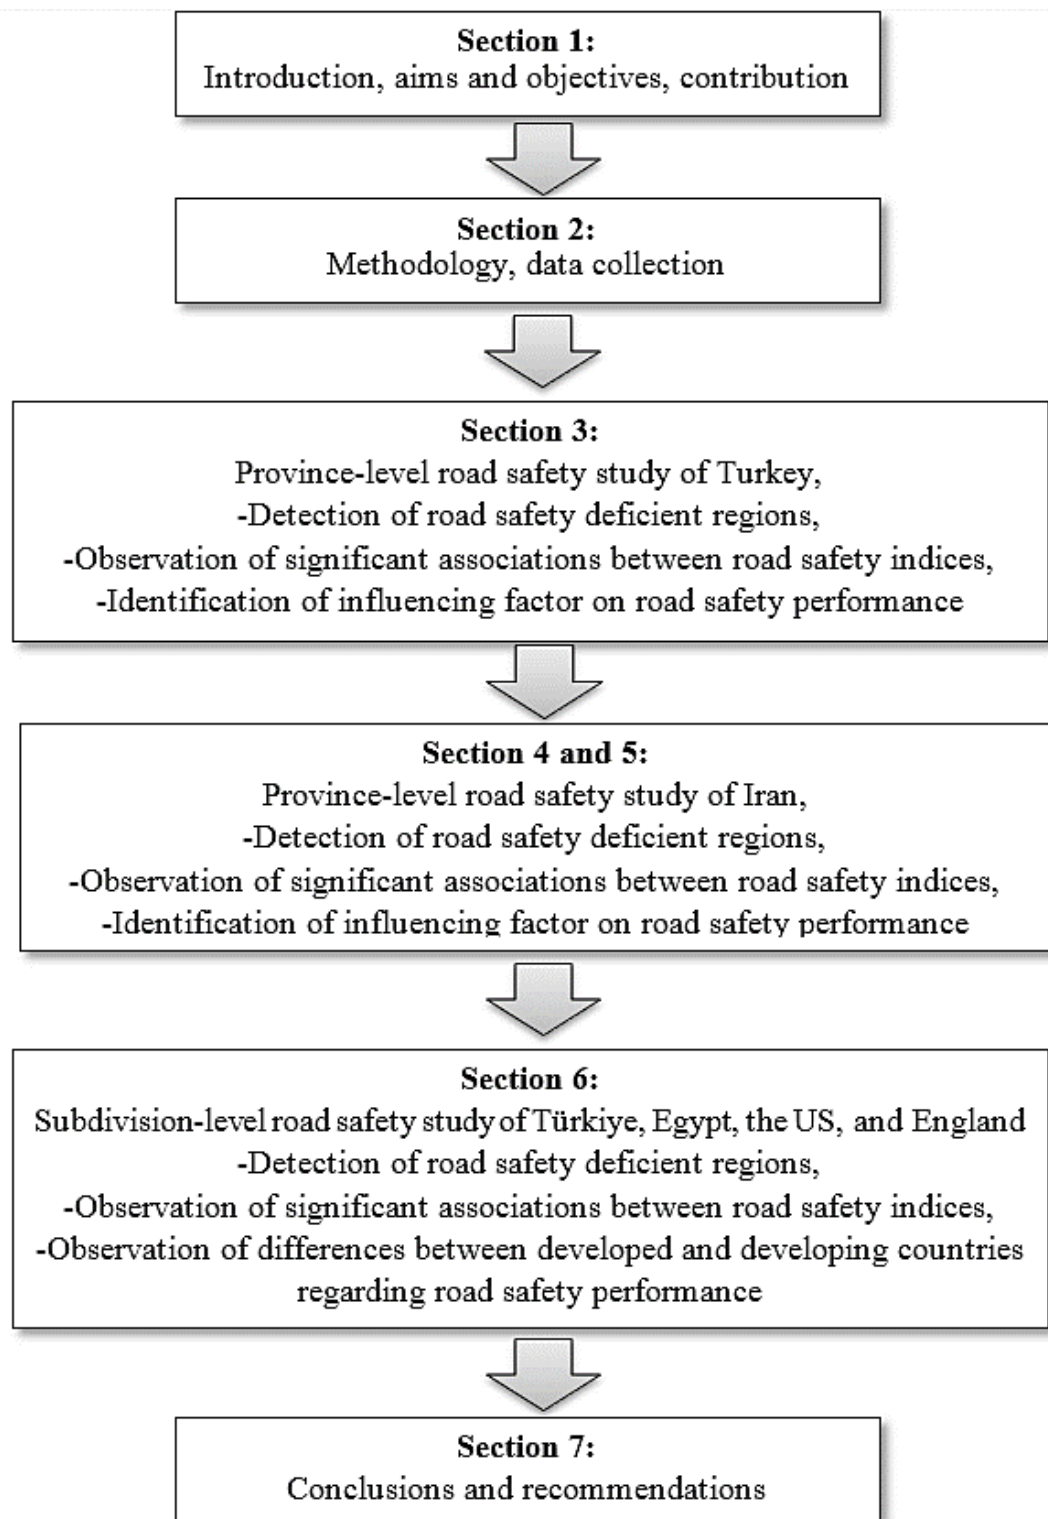 Section 1:
Introduction, aims and objectives, contribution
Section 2:
Methodology, data collection
Section 3:
Province-level road safety study of Turkey,
-Detection of road safety deficient regions,
-Observation of significant associations between road safety indices,
-Identification of influencing factor on road safety performance
Section 4 and 5:
Province-level road safety study of Iran,
-Detection of road safety deficient regions,
-Observation of significant associations between road safety indices,
-Identification of influencing factor on road safety performance
Section 6:
Subdivision-level road safety study of Türkiye, Egypt, the US, and England
-Detection of road safety deficient regions,
-Observation of significant associations between road safety indices,
-Observation of differences between developed and developing countries
regarding road safety performance
Section 7:
Conclusions and recommendations